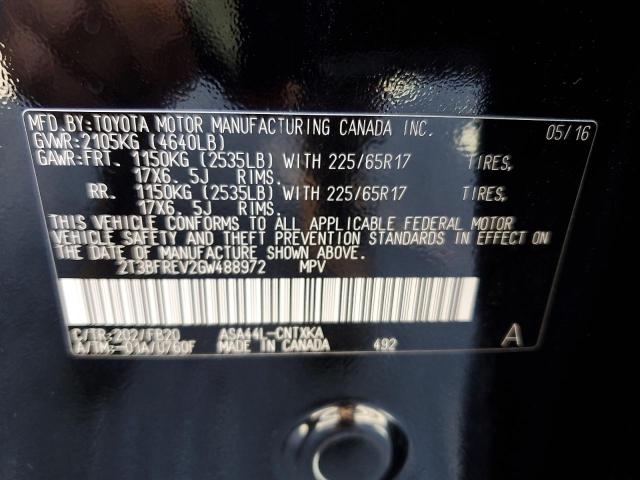 MFD.BY:TOYOTA MOTOR MANUFACTURING CANADA INC. 05/16
GVWR:2105KG (4640LB)
GAWR:FRT. 1150KG (2535LB) WITH 225/65R17 TIRES,
17X6.5J RIMS.
RR. 1150KG (2535LB) WITH 225/65R17 TIRES,
17X6.5J RIMS.
THIS VEHICLE CONFORMS TO ALL APPLICABLE FEDERAL MOTOR
VEHICLE SAFETY AND THEFT PREVENTION STANDARDS IN EFFECT ON
THE DATE OF MANUFACTURE SHOWN ABOVE.
2T3BFREV2GW488972 MPV
C/TR:202/FB20 ASA44L-CNTXKA A
A/TM:-01A/U760F MADE IN CANADA 492